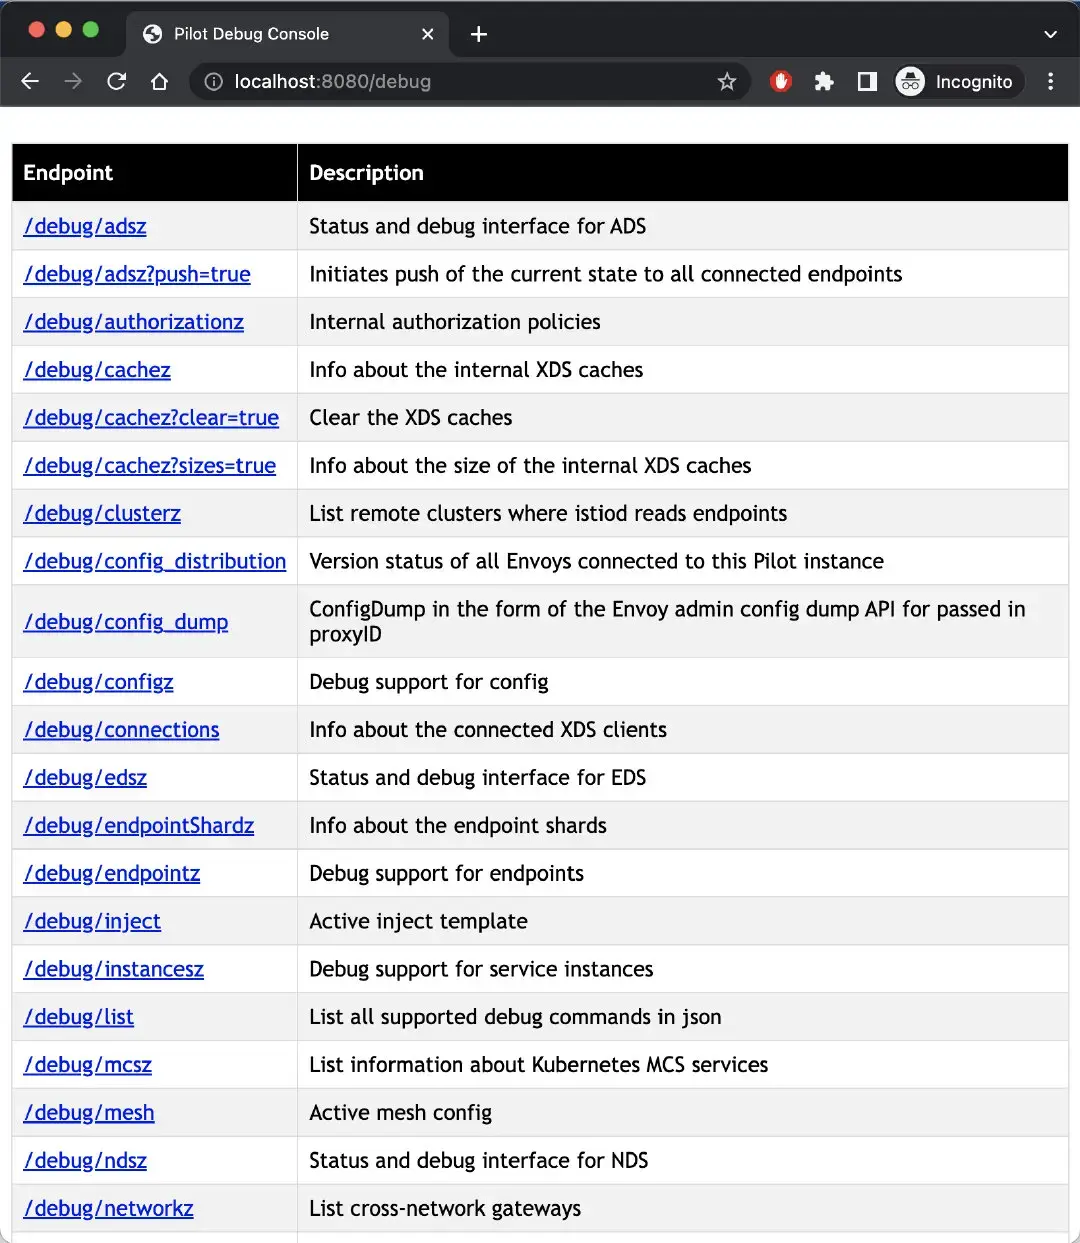 Pilot Debug Console
localhost:8080/debug
Incognito
Endpoint Description
/debug/adsz Status and debug interface for ADS
/debug/adsz?push=true Initiates push of the current state to all connected endpoints
/debug/authorizationz Internal authorization policies
/debug/cachez Info about the internal XDS caches
/debug/cachez?clear=true Clear the XDS caches
/debug/cachez?sizes=true Info about the size of the internal XDS caches
/debug/clusterz List remote clusters where istiod reads endpoints
/debug/config_distribution Version status of all Envoys connected to this Pilot instance
/debug/config_dump ConfigDump in the form of the Envoy admin config dump API for passed in
proxyID
/debug/configz Debug support for config
/debug/connections Info about the connected XDS clients
/debug/edsz Status and debug interface for EDS
/debug/endpointShardz Info about the endpoint shards
/debug/endpointz Debug support for endpoints
/debug/inject Active inject template
/debug/instancesz Debug support for service instances
/debug/list List all supported debug commands in json
/debug/mcsz List information about Kubernetes MCS services
/debug/mesh Active mesh config
/debug/ndsz Status and debug interface for NDS
/debug/networkz List cross-network gateways